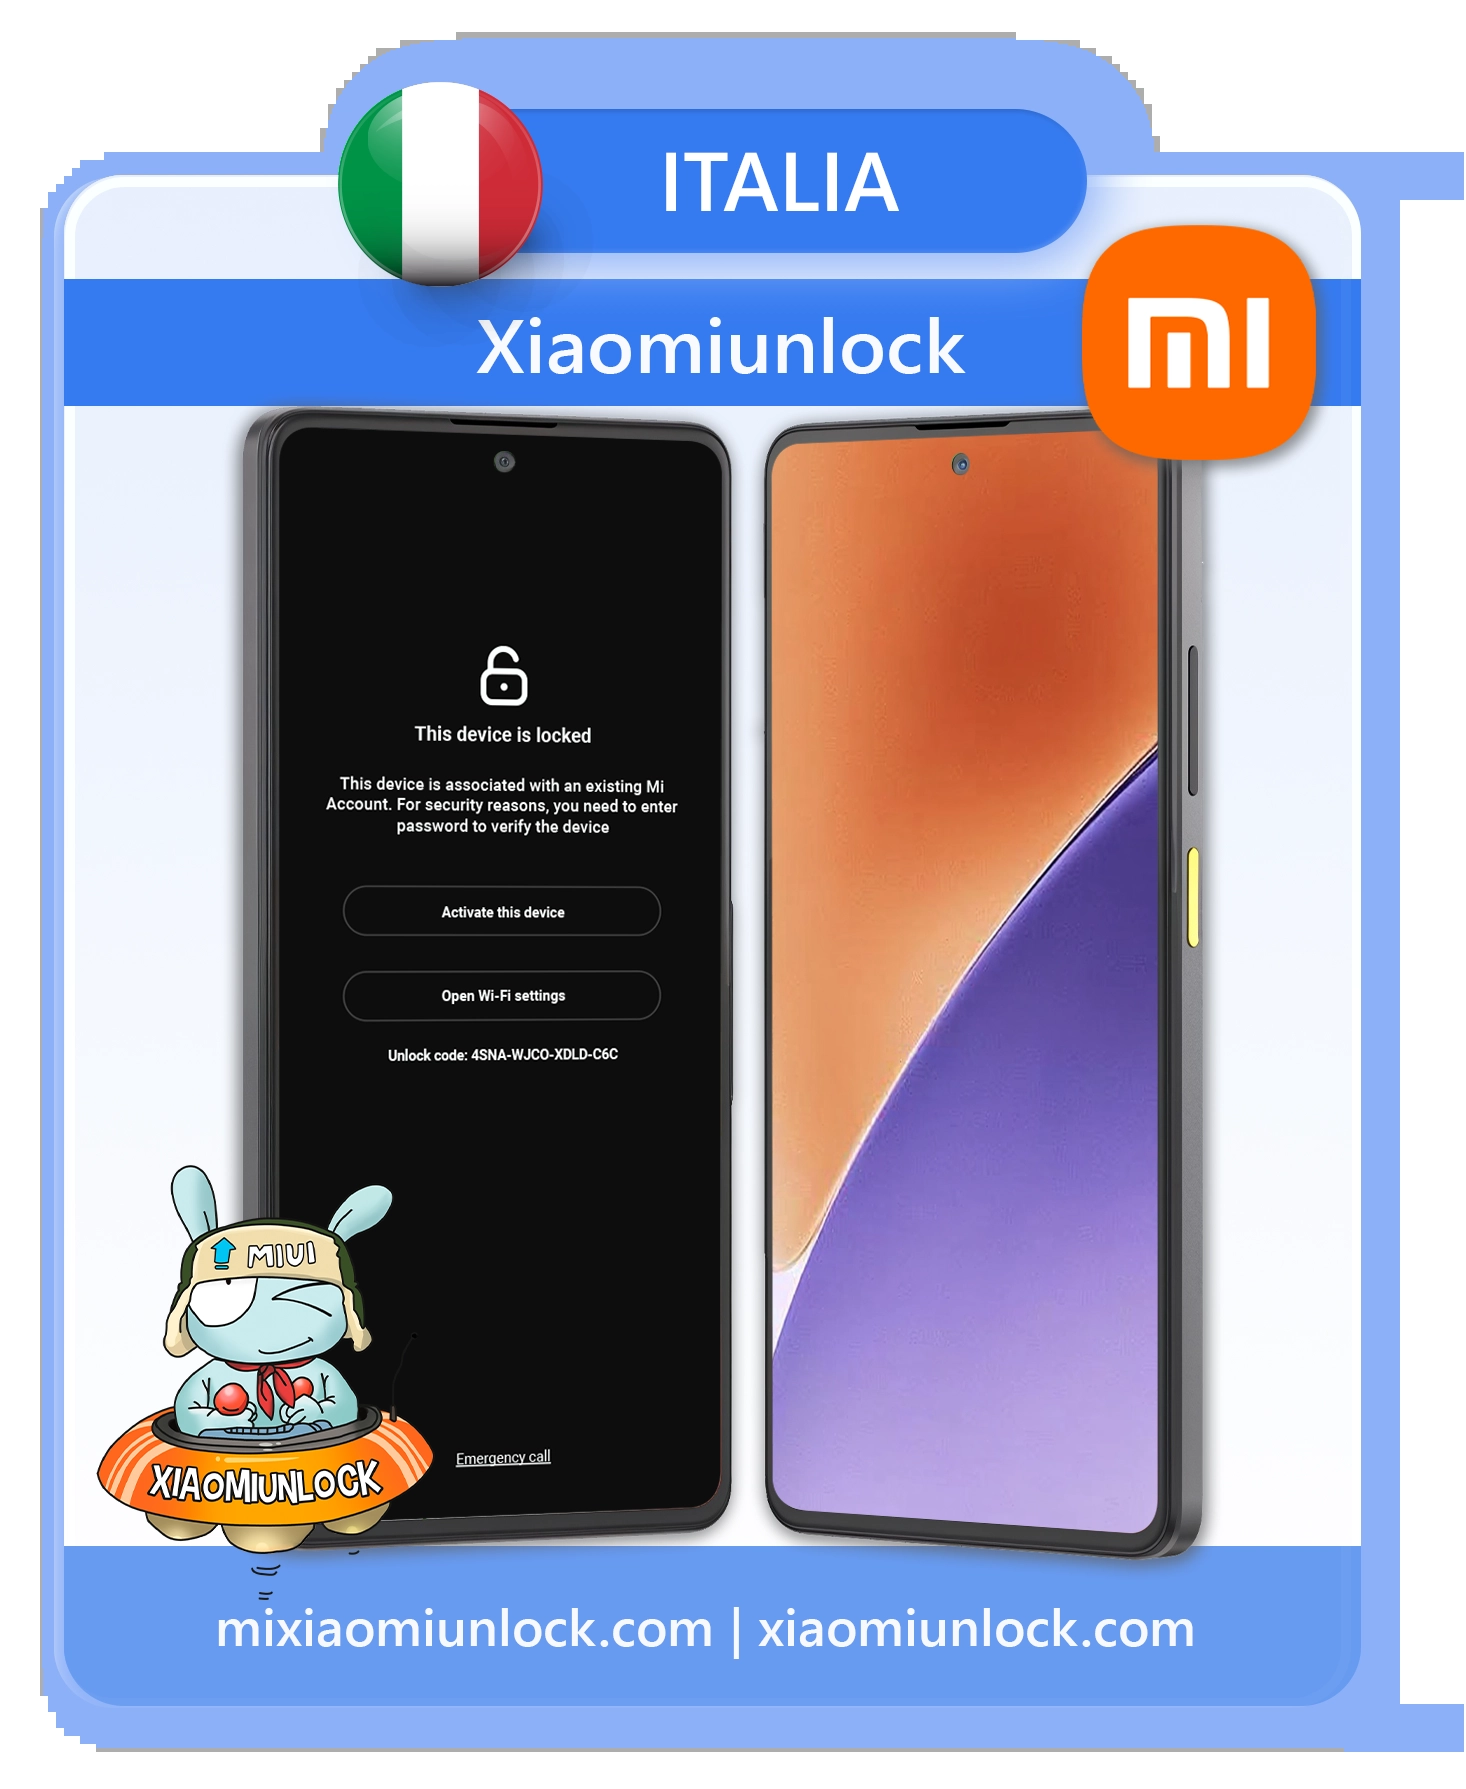 ITALIA
Xiaomiunlock
mi
This device is locked
This device is associated with an existing Mi
Account. For security reasons, you need to enter
password to verify the device
Activate this device
Open Wi-Fi settings
Unlock code: 4SNA-WJCO-XDLD-C6C
MIUI
XIAOMIUNLOCK
Emergency call
mixiaomiunlock.com | xiaomiunlock.com